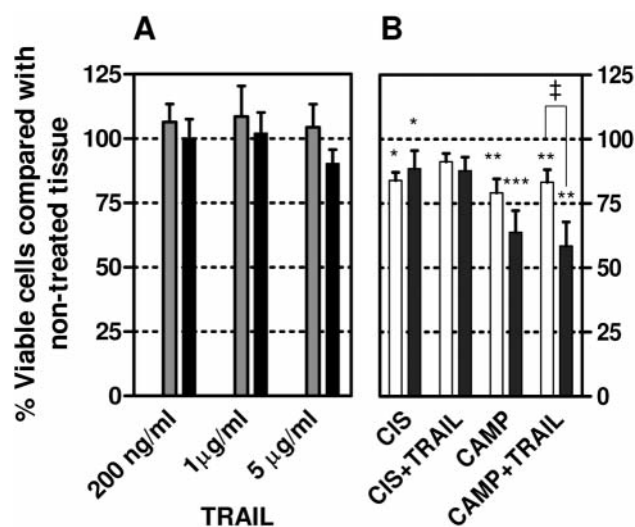 A
B
% Viable cells compared with
non-treated tissue
125
100
75
50
25
0
200 ng/ml
1μg/ml
5 μg/ml
TRAIL
*
*
**
***
**
**
‡
125
100
75
50
25
0
CIS
CIS+TRAIL
CAMP
CAMP+TRAIL